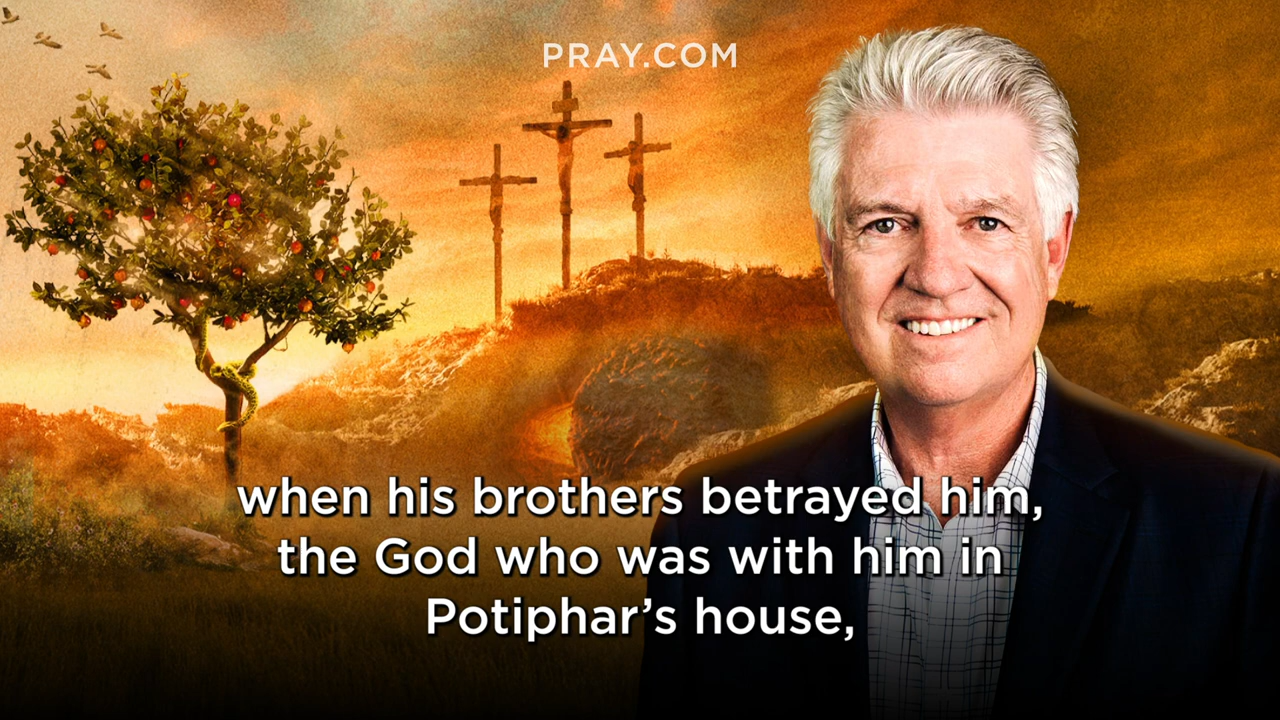 PRAY.COM
when his brothers betrayed him,
the God who was with him in
Potiphar’s house,